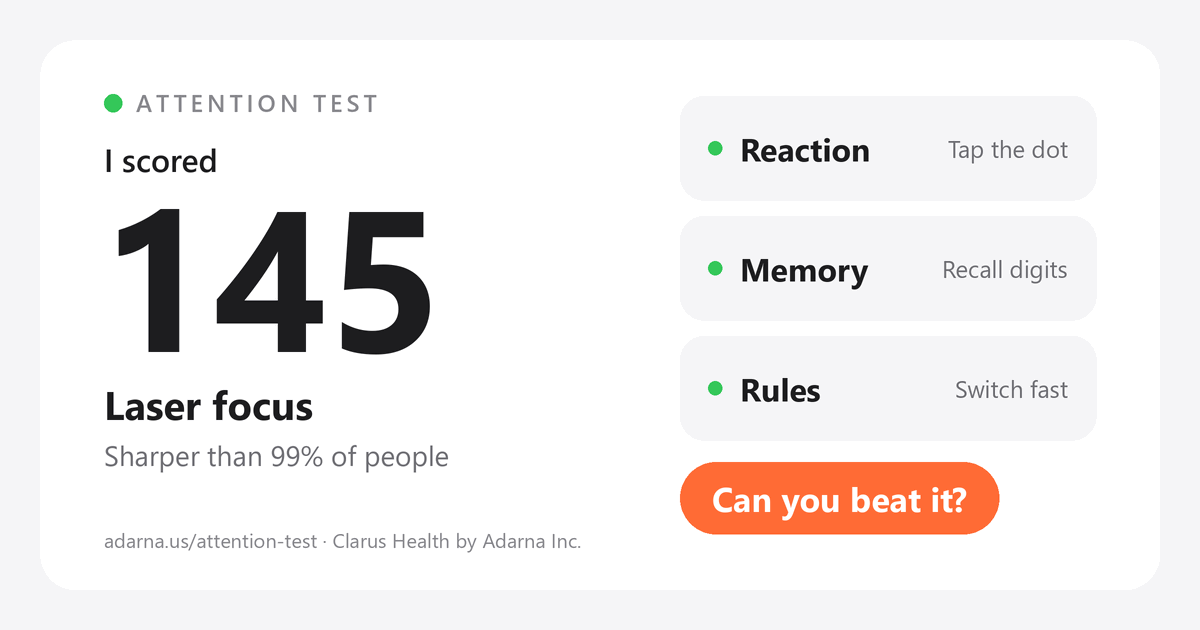 ATTENTION TEST
I scored
145
Laser focus
Sharper than 99% of people
adarna.us/attention-test · Clarus Health by Adarna Inc.
Reaction Tap the dot
Memory Recall digits
Rules Switch fast
Can you beat it?